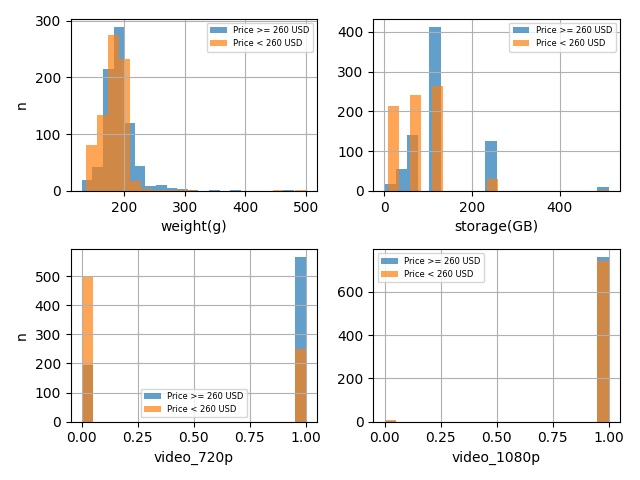 300
200
100
0
n
200
300
400
500
weight(g)
Price >= 260 USD
Price < 260 USD
400
300
200
100
0
0
200
400
storage(GB)
Price >= 260 USD
Price < 260 USD
500
400
300
200
100
0
n
0.00
0.25
0.50
0.75
1.00
video_720p
Price >= 260 USD
Price < 260 USD
600
400
200
0
0.00
0.25
0.50
0.75
1.00
video_1080p
Price >= 260 USD
Price < 260 USD